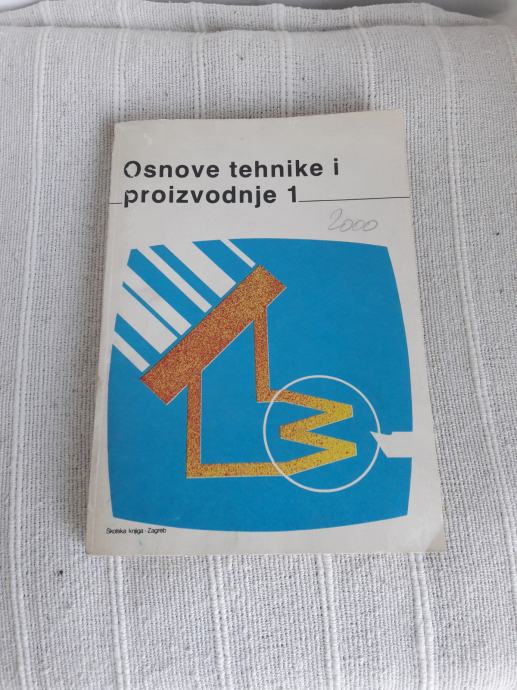 Osnove tehnike i
proizvodnje 1
2000
Školska knjiga - Zagreb